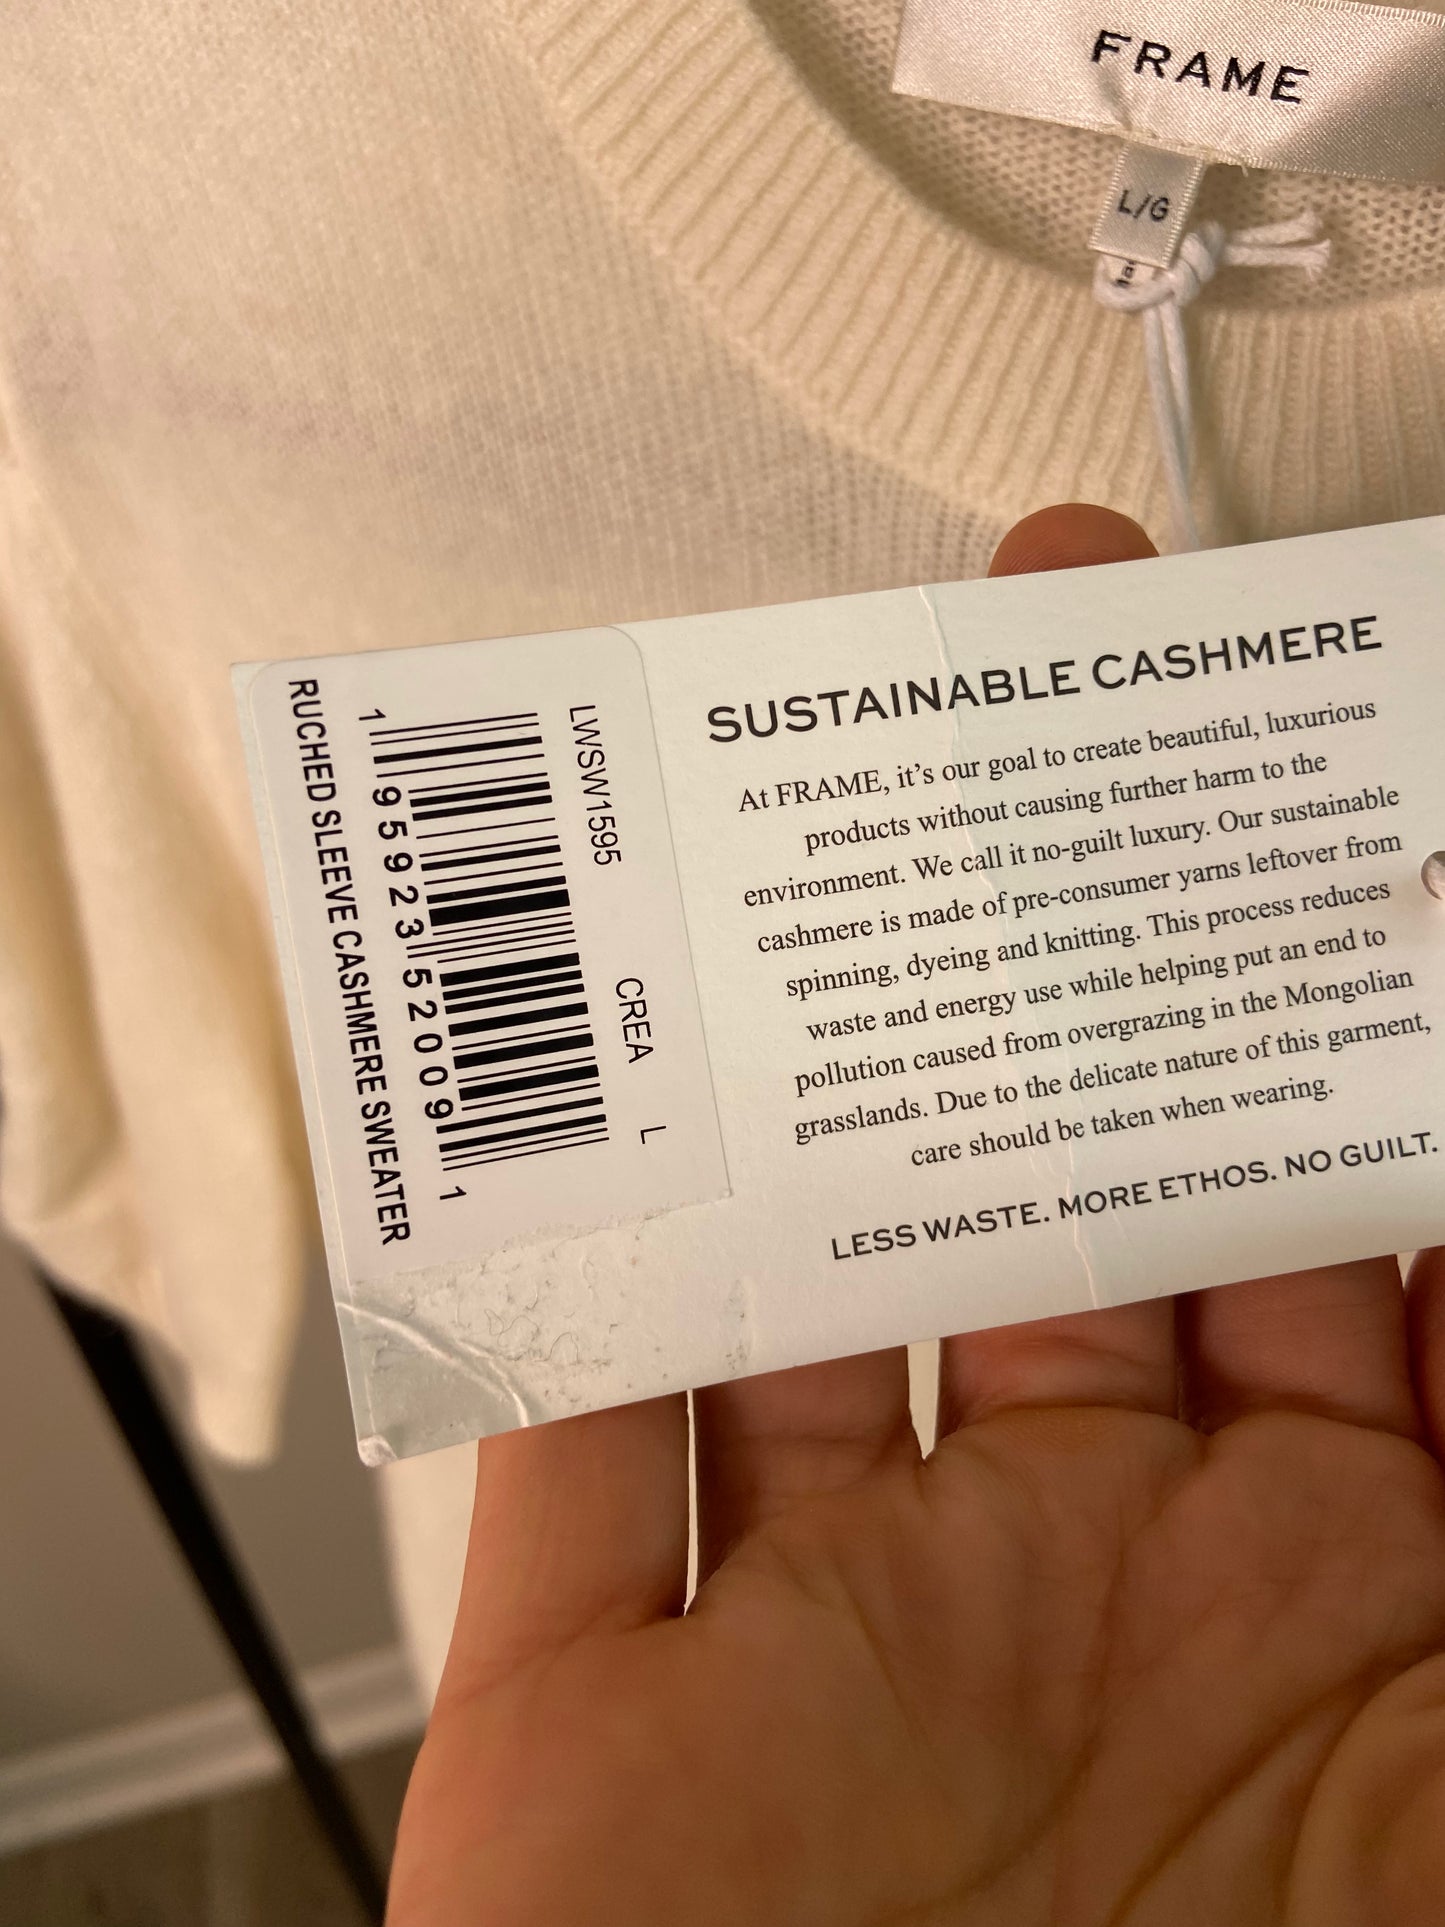 FRAME
L/G
SUSTAINABLE CASHMERE
At FRAME, it's our goal to create beautiful, luxurious
products without causing further harm to the
environment. We call it no-guilt luxury. Our sustainable
cashmere is made of pre-consumer yarns leftover from
spinning, dyeing and knitting. This process reduces
waste and energy use while helping put an end to
pollution caused from overgrazing in the Mongolian
grasslands. Due to the delicate nature of this garment,
care should be taken when wearing.
LESS WASTE. MORE ETHOS. NO GUILT.
LWSW1595 CREA L
1 95923 52009 1
RUCHED SLEEVE CASHMERE SWEATER